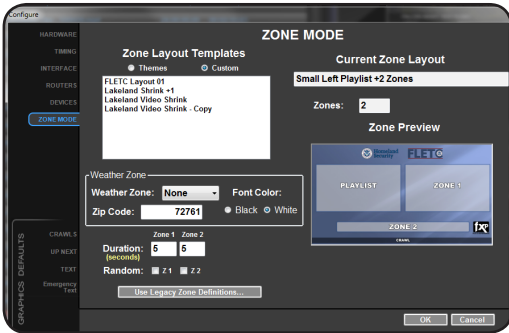 Configure
HARDWARE
TIMING
INTERFACE
ROUTERS
DEVICES
ZONE MODE
GRAPHICS DEFAULTS
CRAWLS
UP NEXT
TEXT
Emergency
Text
ZONE MODE
Zone Layout Templates
Themes Custom
FLETC Layout 01
Lakeland Shrink +1
Lakeland Video Shrink
Lakeland Video Shrink - Copy
Weather Zone
Weather Zone: None Font Color:
Zip Code: 72761 Black White
Zone 1 Zone 2
Duration: 5 5
(seconds)
Random: Z 1 Z 2
Use Legacy Zone Definitions...
Current Zone Layout
Small Left Playlist +2 Zones
Zones: 2
Zone Preview
Homeland
Security
FLETC
PLAYLIST ZONE 1
ZONE 2
fxp
CRAWL
OK Cancel